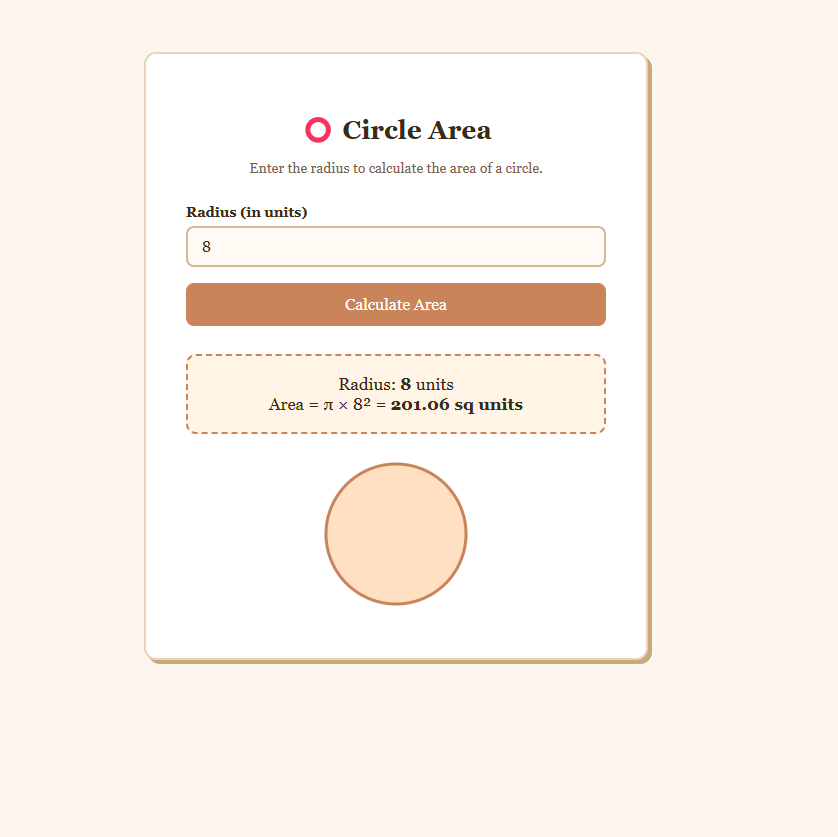 Circle Area
Enter the radius to calculate the area of a circle.
Radius (in units)
8
Calculate Area
Radius: 8 units
Area = π × 8² = 201.06 sq units